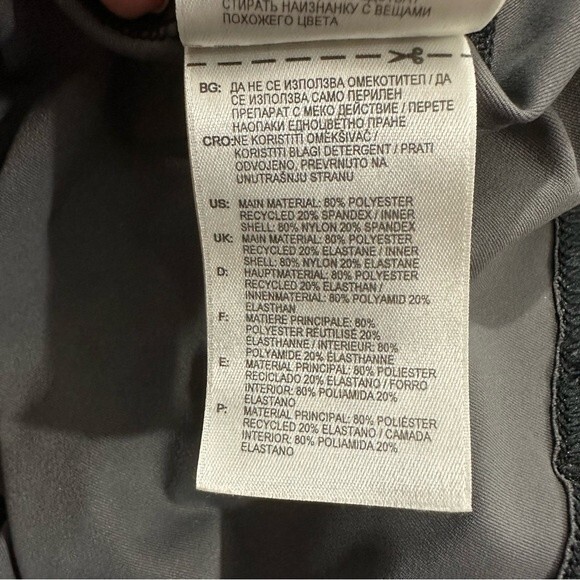 СТИРАТЬ НАИЗНАНКУ С ВЕЩАМИ
ПОХОЖЕГО ЦВЕТА
BG: ДА НЕ СЕ ИЗПОЛЗВА ОМЕКОТИТЕЛ / ДА
СЕ ИЗПОЛЗВА САМО ПЕРИЛЕН
ПРЕПАРАТ С МЕКО ДЕЙСТВИЕ / ПЕРЕТЕ
НАОПАКИ ЕДНОЦВЕТНО ПРАНЕ
CRO:NE KORISTITI OMEKŠIVAČ /
KORISTITI BLAGI DETERGENT / PRATI
ODVOJENO, PREVRNUTO NA
UNUTRAŠNJU STRANU
US: MAIN MATERIAL: 80% POLYESTER
RECYCLED 20% SPANDEX / INNER
SHELL: 80% NYLON 20% SPANDEX
UK: MAIN MATERIAL: 80% POLYESTER
RECYCLED 20% ELASTANE / INNER
SHELL: 80% NYLON 20% ELASTANE
D: HAUPTMATERIAL: 80% POLYESTER
RECYCLED 20% ELASTHAN /
INNENMATERIAL: 80% POLYAMID 20%
ELASTHAN
F: MATIERE PRINCIPALE: 80%
POLYESTER RÉUTILISÉ 20%
ELASTHANNE / INTERIEUR: 80%
POLYAMIDE 20% ÉLASTHANNE
E: MATERIAL PRINCIPAL: 80% POLIESTER
RECICLADO 20% ELASTANO / FORRO
INTERIOR: 80% POLIAMIDA 20%
ELASTANO
P: MATERIAL PRINCIPAL: 80% POLIÉSTER
RECYCLED 20% ELASTANO / CAMADA
INTERIOR: 80% POLIAMIDA 20%
ELASTANO